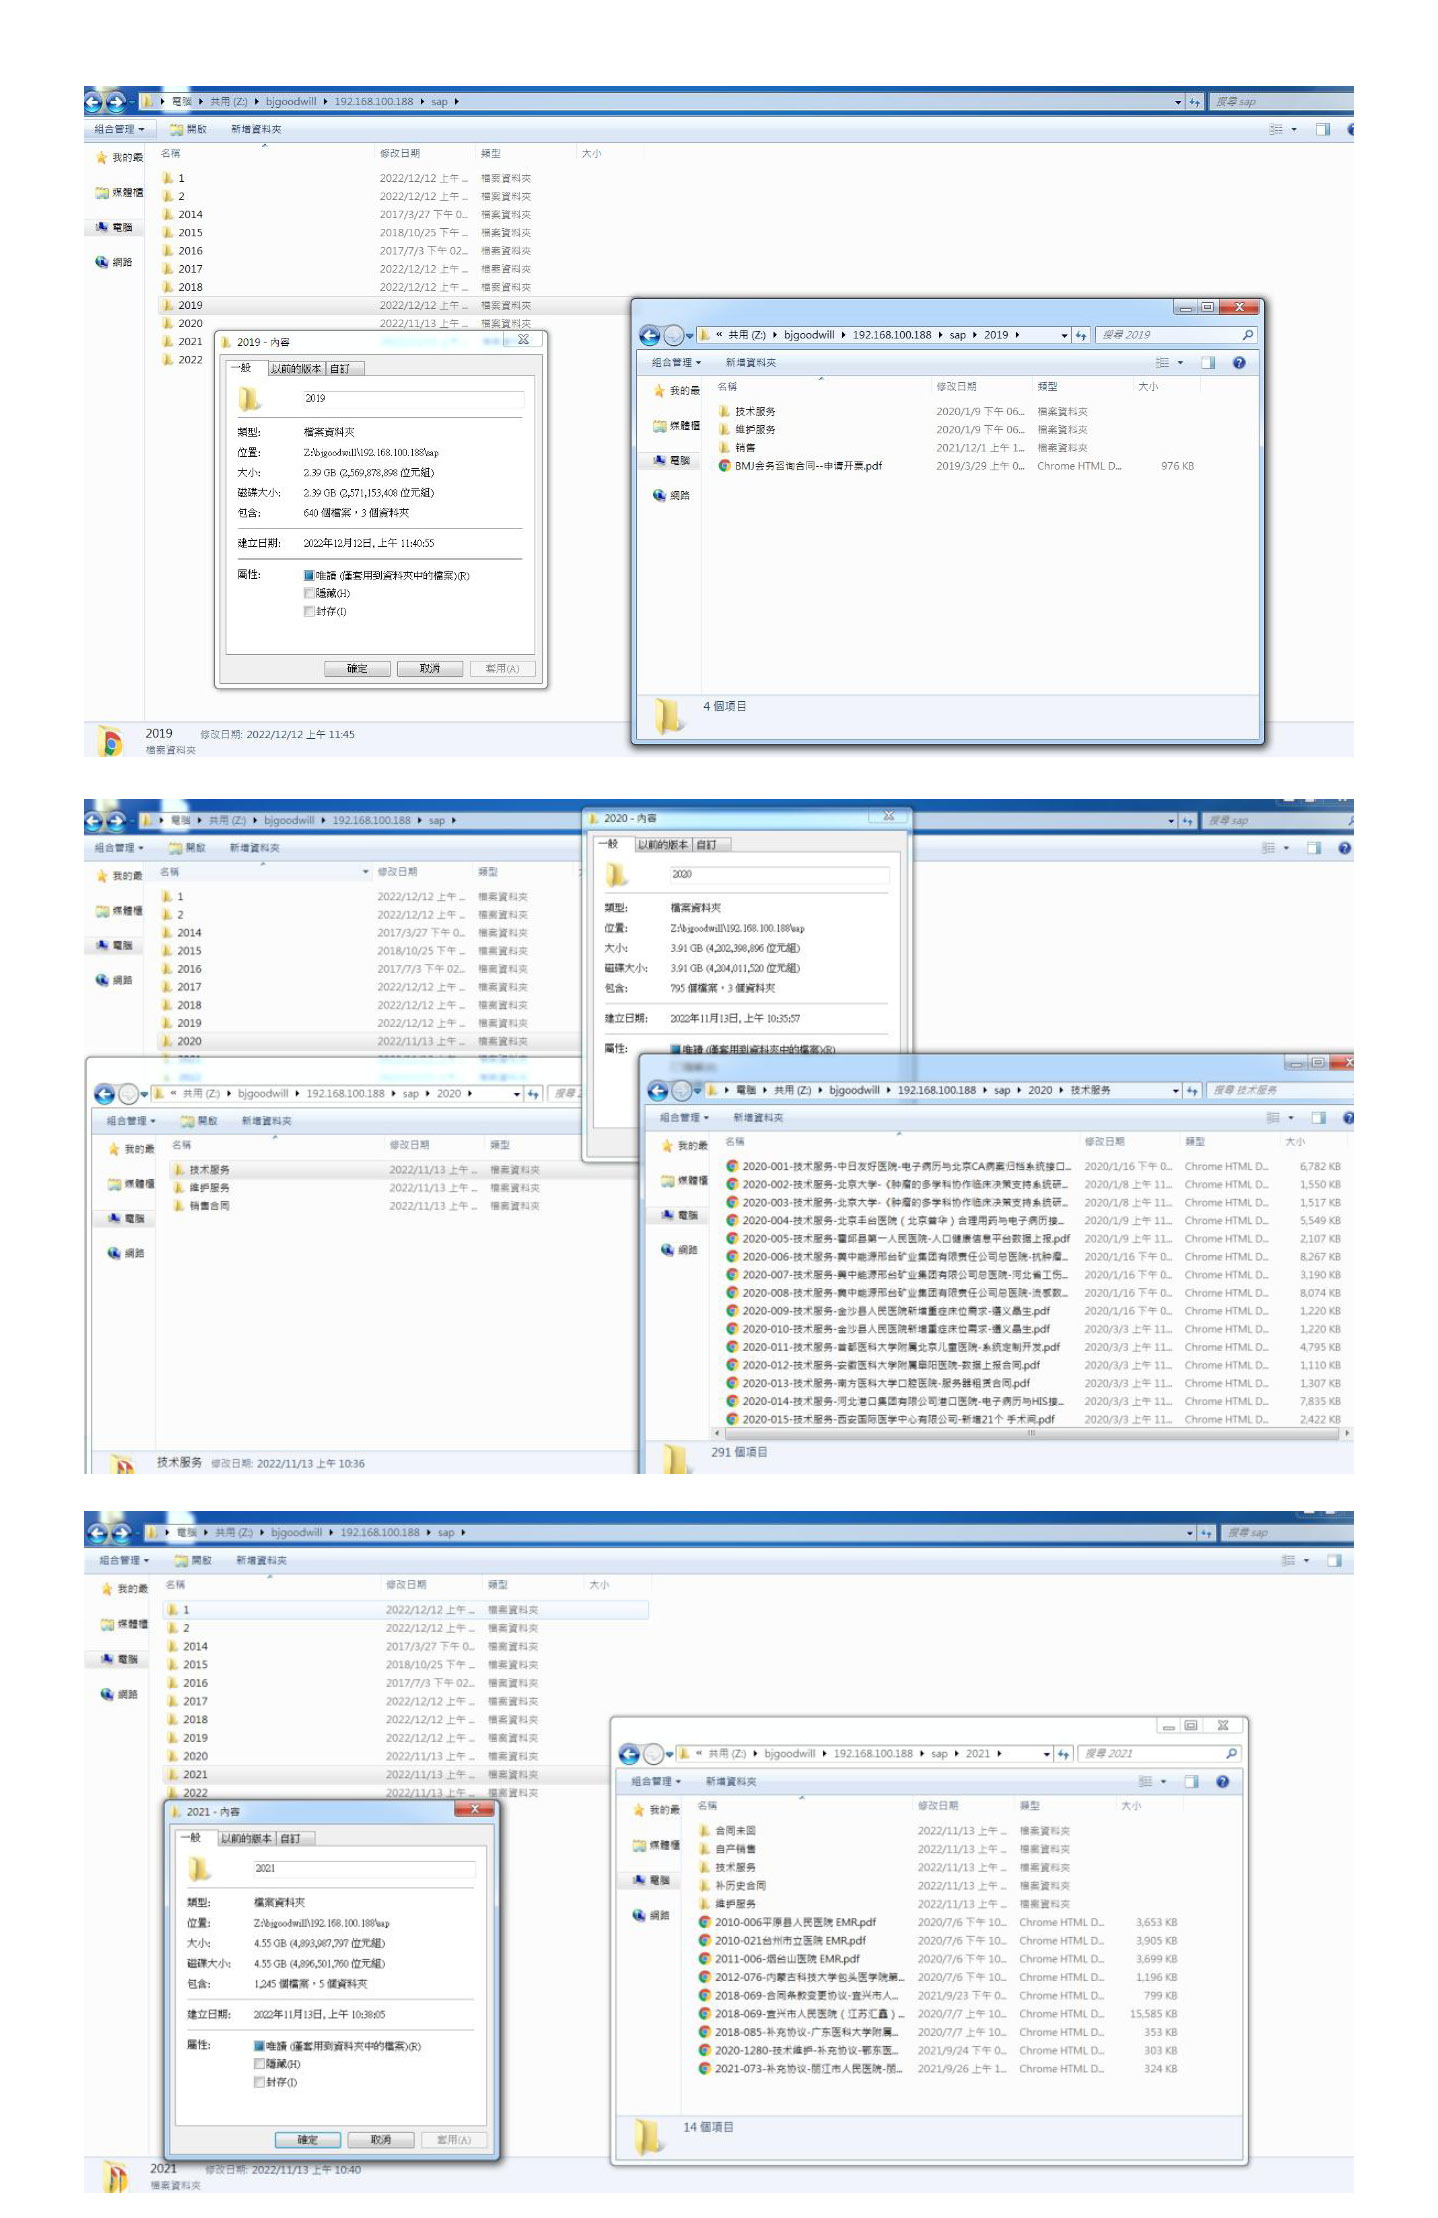 電腦 ▸ 共用 (Z:) ▸ bjgoodwill ▸ 192.168.100.188 ▸ sap ▸ 搜尋 sap
組合管理 開啟 新增資料夾
我的最
媒體櫃
電腦
網路
名稱 修改日期 類型 大小
1 2022/12/12 上午 ... 檔案資料夾
2 2022/12/12 上午 ... 檔案資料夾
2014 2017/3/27 下午 0... 檔案資料夾
2015 2018/10/25 下午 ... 檔案資料夾
2016 2017/7/3 下午 02... 檔案資料夾
2017 2022/12/12 上午 ... 檔案資料夾
2018 2022/12/12 上午 ... 檔案資料夾
2019 2022/12/12 上午 ... 檔案資料夾
2020 2022/11/13 上午 ... 檔案資料夾
2021
2022
2019 - 內容
一般 以前的版本 自訂
2019
類型: 檔案資料夾
位置: Z:\bjgoodwill\192.168.100.188\sap
大小: 2.39 GB (2,569,878,898 位元組)
磁碟大小: 2.39 GB (2,571,153,408 位元組)
包含: 640 個檔案，3 個資料夾
建立日期: 2022年12月12日, 上午 11:40:55
屬性: 唯讀 (僅套用到資料夾中的檔案)(R)
隱藏(H)
封存(I)
確定 取消 套用(A)
« 共用 (Z:) ▸ bjgoodwill ▸ 192.168.100.188 ▸ sap ▸ 2019 ▸ 搜尋 2019
組合管理 新增資料夾
我的最
媒體櫃
電腦
網路
名稱 修改日期 類型 大小
技术服务 2020/1/9 下午 06... 檔案資料夾
维护服务 2020/1/9 下午 06... 檔案資料夾
销售 2021/12/1 上午 1... 檔案資料夾
BMJ会务咨询合同--申请开票.pdf 2019/3/29 上午 0... Chrome HTML D... 976 KB
4 個項目
2019 修改日期: 2022/12/12 上午 11:45
檔案資料夾
電腦 ▸ 共用 (Z:) ▸ bjgoodwill ▸ 192.168.100.188 ▸ sap ▸ 搜尋 sap
組合管理 開啟 新增資料夾
我的最
媒體櫃
電腦
網路
名稱 修改日期 類型
1 2022/12/12 上午 ... 檔案資料夾
2 2022/12/12 上午 ... 檔案資料夾
2014 2017/3/27 下午 0... 檔案資料夾
2015 2018/10/25 下午 ... 檔案資料夾
2016 2017/7/3 下午 02... 檔案資料夾
2017 2022/12/12 上午 ... 檔案資料夾
2018 2022/12/12 上午 ... 檔案資料夾
2019 2022/12/12 上午 ... 檔案資料夾
2020 2022/11/13 上午 ... 檔案資料夾
2020 - 內容
一般 以前的版本 自訂
2020
類型: 檔案資料夾
位置: Z:\bjgoodwill\192.168.100.188\sap
大小: 3.91 GB (4,202,398,896 位元組)
磁碟大小: 3.91 GB (4,204,011,520 位元組)
包含: 795 個檔案，3 個資料夾
建立日期: 2022年11月13日, 上午 10:35:57
屬性: 唯讀 (僅套用到資料夾中的檔案)(R)
« 共用 (Z:) ▸ bjgoodwill ▸ 192.168.100.188 ▸ sap ▸ 2020 ▸ 搜尋 2
組合管理 開啟 新增資料夾
我的最
媒體櫃
電腦
網路
名稱 修改日期 類型
技术服务 2022/11/13 上午 ... 檔案資料夾
维护服务 2022/11/13 上午 ... 檔案資料夾
销售合同 2022/11/13 上午 ... 檔案資料夾
技术服务 修改日期: 2022/11/13 上午 10:36
電腦 ▸ 共用 (Z:) ▸ bjgoodwill ▸ 192.168.100.188 ▸ sap ▸ 2020 ▸ 技术服务 搜尋 技术服务
組合管理 新增資料夾
我的最
媒體櫃
電腦
網路
名稱 修改日期 類型 大小
2020-001-技术服务-中日友好医院-电子病历与北京CA病案归档系统接口... 2020/1/16 下午 0... Chrome HTML D... 6,782 KB
2020-002-技术服务-北京大学-《肿瘤的多学科协作临床决策支持系统研... 2020/1/8 上午 11... Chrome HTML D... 1,550 KB
2020-003-技术服务-北京大学-《肿瘤的多学科协作临床决策支持系统研... 2020/1/8 上午 11... Chrome HTML D... 1,517 KB
2020-004-技术服务-北京丰台医院（北京普华）合理用药与电子病历接... 2020/1/9 上午 11... Chrome HTML D... 5,549 KB
2020-005-技术服务-霍邱县第一人民医院-人口健康信息平台数据上报.pdf 2020/1/9 上午 11... Chrome HTML D... 2,107 KB
2020-006-技术服务-冀中能源邢台矿业集团有限责任公司总医院-抗肿瘤... 2020/1/16 下午 0... Chrome HTML D... 8,267 KB
2020-007-技术服务-冀中能源邢台矿业集团有限公司总医院-河北省工伤... 2020/1/16 下午 0... Chrome HTML D... 3,190 KB
2020-008-技术服务-冀中能源邢台矿业集团有限责任公司总医院-流感数... 2020/1/16 下午 0... Chrome HTML D... 8,074 KB
2020-009-技术服务-金沙县人民医院新增重症床位需求-遵义晶生.pdf 2020/1/16 下午 0... Chrome HTML D... 1,220 KB
2020-010-技术服务-金沙县人民医院新增重症床位需求-遵义晶生.pdf 2020/3/3 上午 11... Chrome HTML D... 1,220 KB
2020-011-技术服务-首都医科大学附属北京儿童医院-系统定制开发.pdf 2020/3/3 上午 11... Chrome HTML D... 4,795 KB
2020-012-技术服务-安徽医科大学附属阜阳医院-数据上报合同.pdf 2020/3/3 上午 11... Chrome HTML D... 1,110 KB
2020-013-技术服务-南方医科大学口腔医院-服务器租赁合同.pdf 2020/3/3 上午 11... Chrome HTML D... 1,307 KB
2020-014-技术服务-河北港口集团有限公司港口医院-电子病历与HIS接... 2020/3/3 上午 11... Chrome HTML D... 7,835 KB
2020-015-技术服务-西安国际医学中心有限公司-新增21个 手术间.pdf 2020/3/3 上午 11... Chrome HTML D... 2,422 KB
291 個項目
電腦 ▸ 共用 (Z:) ▸ bjgoodwill ▸ 192.168.100.188 ▸ sap ▸ 搜尋 sap
組合管理 開啟 新增資料夾
我的最
媒體櫃
電腦
網路
名稱 修改日期 類型 大小
1 2022/12/12 上午 ... 檔案資料夾
2 2022/12/12 上午 ... 檔案資料夾
2014 2017/3/27 下午 0... 檔案資料夾
2015 2018/10/25 下午 ... 檔案資料夾
2016 2017/7/3 下午 02... 檔案資料夾
2017 2022/12/12 上午 ... 檔案資料夾
2018 2022/12/12 上午 ... 檔案資料夾
2019 2022/12/12 上午 ... 檔案資料夾
2020 2022/11/13 上午 ... 檔案資料夾
2021 2022/11/13 上午 ... 檔案資料夾
2022 2022/11/13 上午 ... 檔案資料夾
2021 - 內容
一般 以前的版本 自訂
2021
類型: 檔案資料夾
位置: Z:\bjgoodwill\192.168.100.188\sap
大小: 4.55 GB (4,893,987,797 位元組)
磁碟大小: 4.55 GB (4,896,501,760 位元組)
包含: 1,245 個檔案，5 個資料夾
建立日期: 2022年11月13日, 上午 10:38:05
屬性: 唯讀 (僅套用到資料夾中的檔案)(R)
隱藏(H)
封存(I)
確定 取消 套用(A)
« 共用 (Z:) ▸ bjgoodwill ▸ 192.168.100.188 ▸ sap ▸ 2021 ▸ 搜尋 2021
組合管理 新增資料夾
我的最
媒體櫃
電腦
網路
名稱 修改日期 類型 大小
合同未回 2022/11/13 上午 ... 檔案資料夾
自产销售 2022/11/13 上午 ... 檔案資料夾
技术服务 2022/11/13 上午 ... 檔案資料夾
补历史合同 2022/11/13 上午 ... 檔案資料夾
维护服务 2022/11/13 上午 ... 檔案資料夾
2010-006平原县人民医院 EMR.pdf 2020/7/6 下午 10... Chrome HTML D... 3,653 KB
2010-021台州市立医院 EMR.pdf 2020/7/6 下午 10... Chrome HTML D... 3,905 KB
2011-006-烟台山医院 EMR.pdf 2020/7/6 下午 10... Chrome HTML D... 3,699 KB
2012-076-内蒙古科技大学包头医学院第... 2020/7/6 下午 10... Chrome HTML D... 1,196 KB
2018-069-合同条款变更协议-宜兴市人... 2021/9/23 下午 0... Chrome HTML D... 799 KB
2018-069-宜兴市人民医院（江苏汇鑫）... 2020/7/7 上午 10... Chrome HTML D... 15,585 KB
2018-085-补充协议-广东医科大学附属... 2020/7/7 上午 10... Chrome HTML D... 353 KB
2020-1280-技术维护-补充协议-鄂东医... 2021/9/24 下午 0... Chrome HTML D... 303 KB
2021-073-补充协议-丽江市人民医院-丽... 2021/9/26 上午 1... Chrome HTML D... 324 KB
14 個項目
2021 修改日期: 2022/11/13 上午 10:40
檔案資料夾